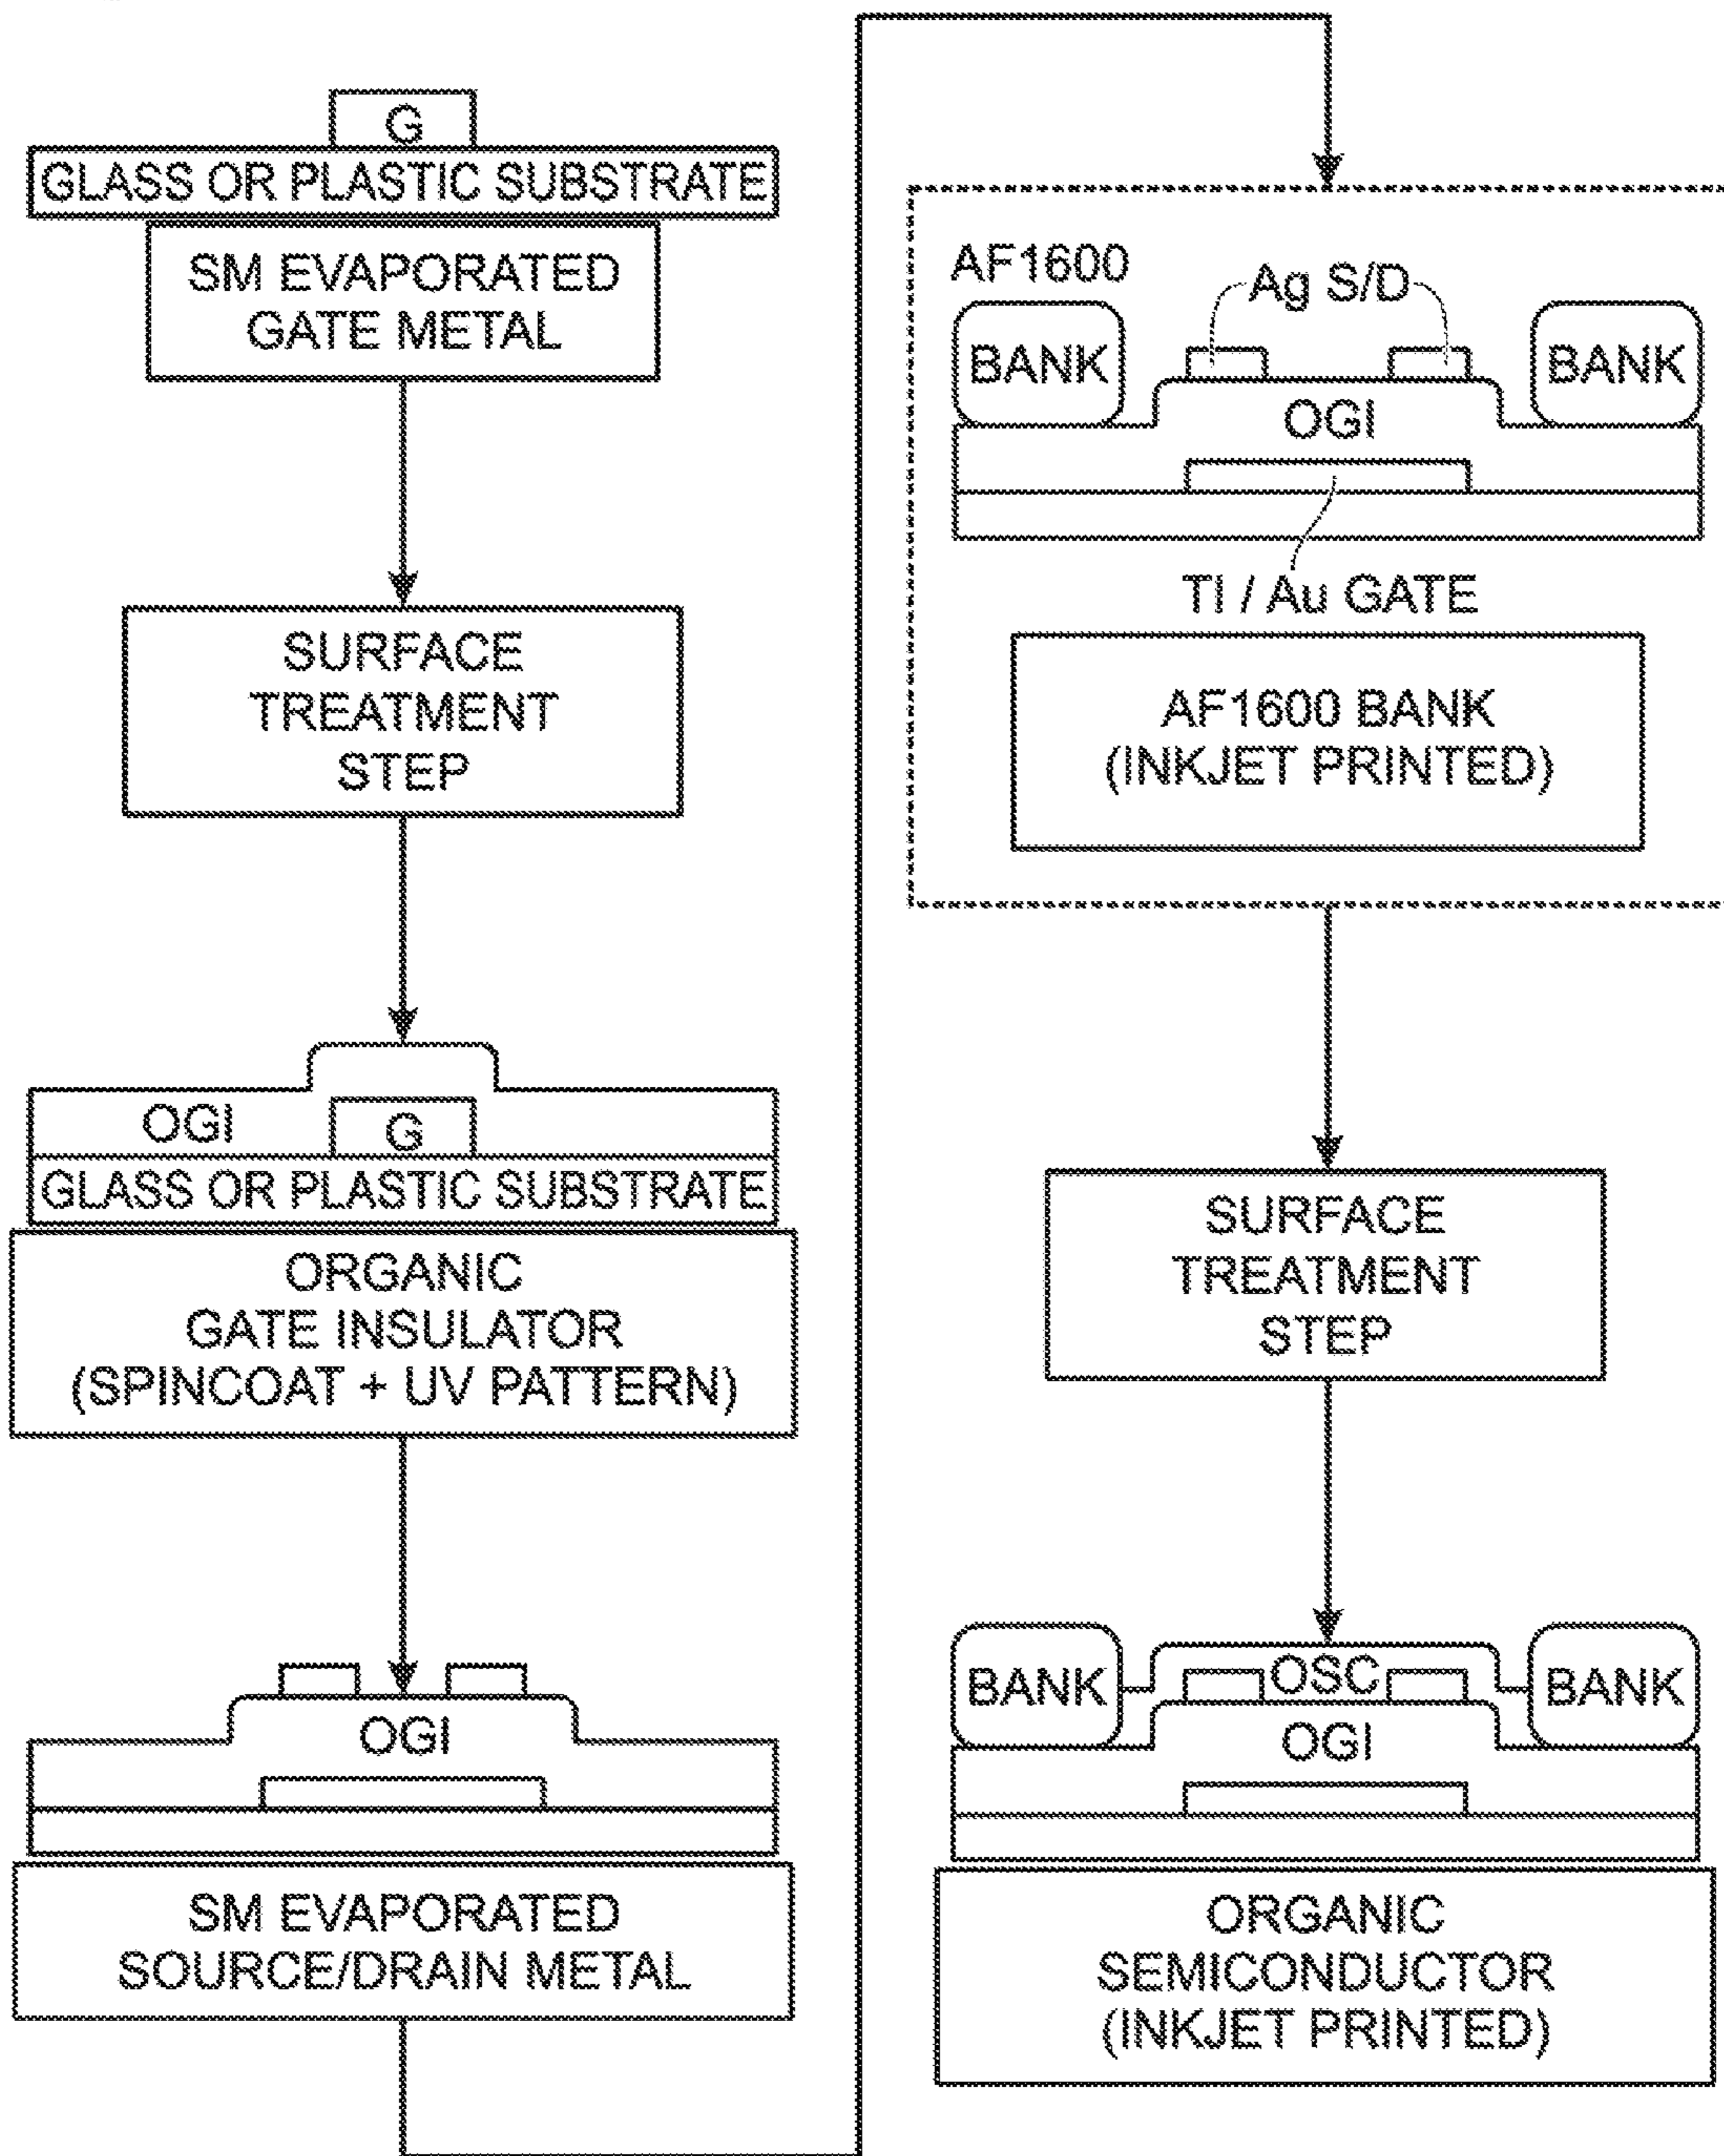 G
GLASS OR PLASTIC SUBSTRATE
SM EVAPORATED
GATE METAL
SURFACE
TREATMENT
STEP
OGI
G
GLASS OR PLASTIC SUBSTRATE
ORGANIC
GATE INSULATOR
(SPINCOAT + UV PATTERN)
OGI
SM EVAPORATED
SOURCE/DRAIN METAL
AF1600
Ag S/D
BANK
BANK
OGI
TI / Au GATE
AF1600 BANK
(INKJET PRINTED)
SURFACE
TREATMENT
STEP
BANK
OSC
BANK
OGI
ORGANIC
SEMICONDUCTOR
(INKJET PRINTED)